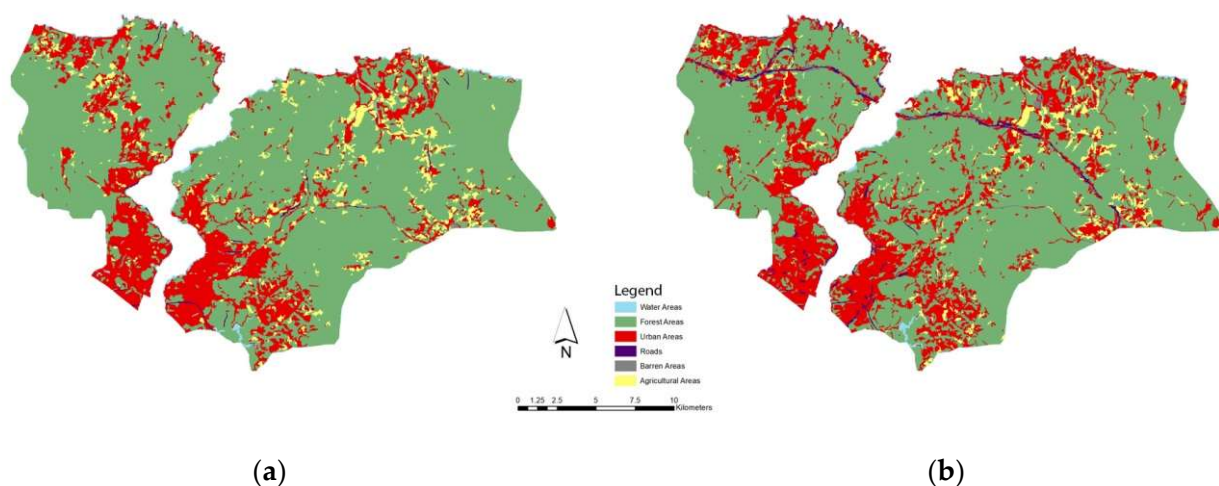 Legend
Water Areas
Forest Areas
Urban Areas
Roads
Barren Areas
Agricultural Areas
N
0 1.25 2.5 5 7.5 10
Kilometers
(a) (b)